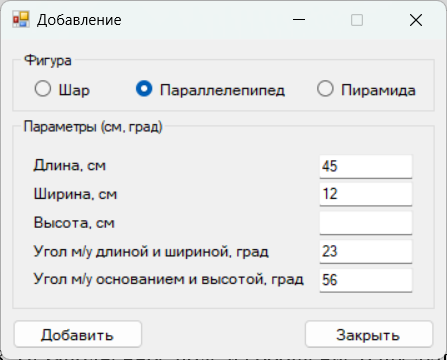 Добавление
Фигура
Шар
Параллелепипед
Пирамида
Параметры (см, град)
Длина, см 45
Ширина, см 12
Высота, см
Угол м/у длиной и шириной, град 23
Угол м/у основанием и высотой, град 56
Добавить
Закрыть